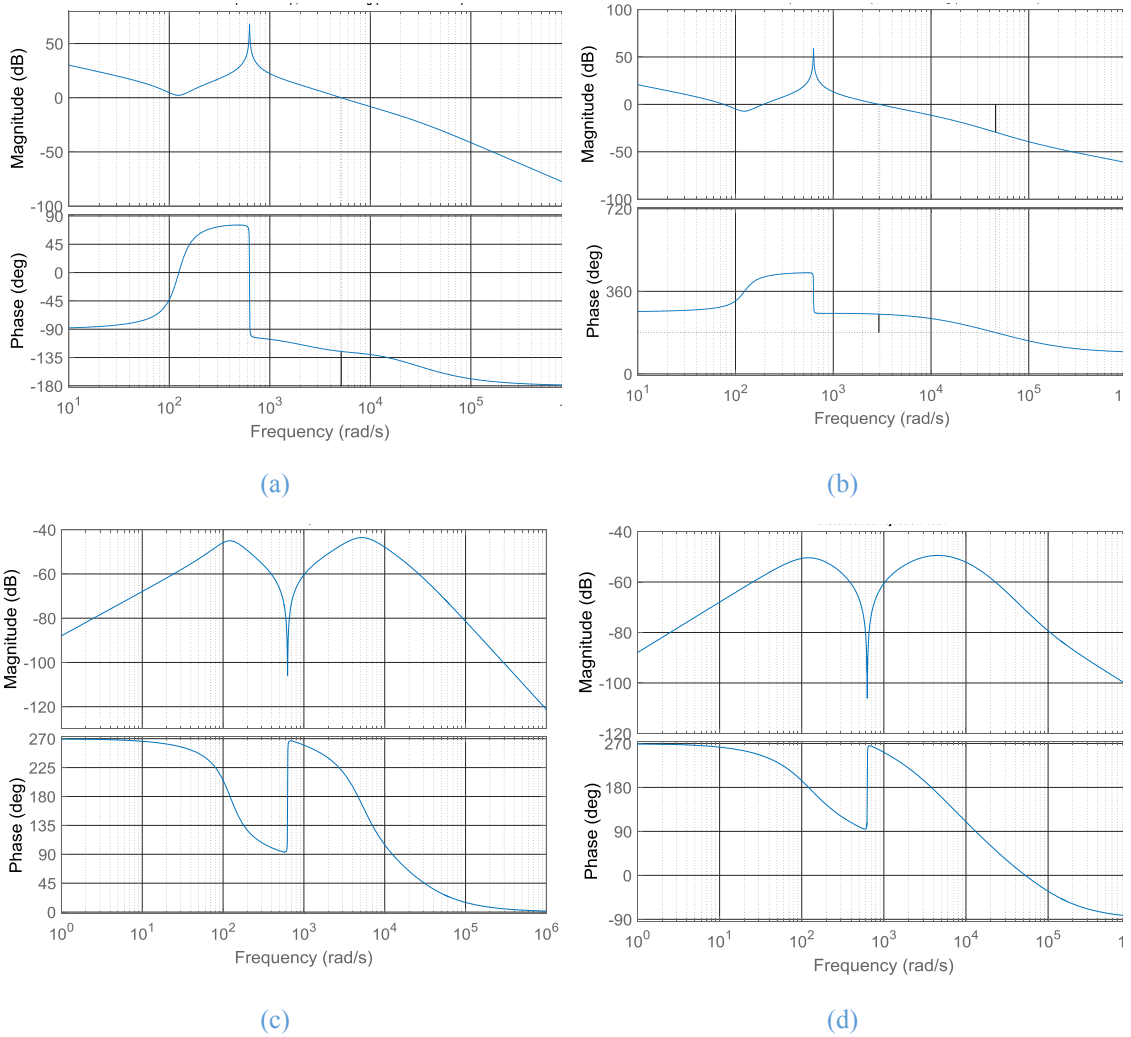 50
0
-50
-100
Magnitude (dB)
90
45
0
-45
-90
-135
-180
Phase (deg)
10^1 10^2 10^3 10^4 10^5
Frequency (rad/s)
(a)
100
50
0
-50
-100
Magnitude (dB)
720
360
0
Phase (deg)
10^1 10^2 10^3 10^4 10^5
Frequency (rad/s)
(b)
-40
-60
-80
-100
-120
Magnitude (dB)
270
225
180
135
90
45
0
Phase (deg)
10^0 10^1 10^2 10^3 10^4 10^5 10^6
Frequency (rad/s)
(c)
-40
-60
-80
-100
-120
Magnitude (dB)
270
180
90
0
-90
Phase (deg)
10^0 10^1 10^2 10^3 10^4 10^5
Frequency (rad/s)
(d)